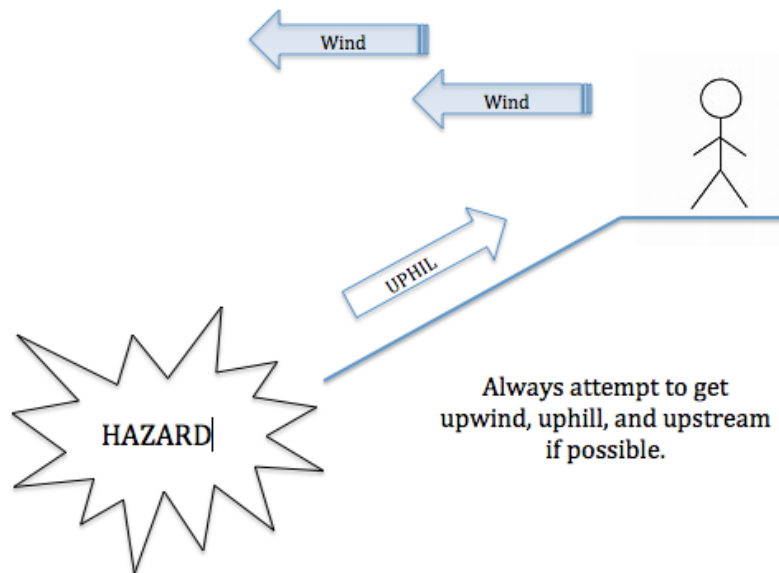 Wind
Wind
UPHIL
HAZARD
Always attempt to get
upwind, uphill, and upstream
if possible.